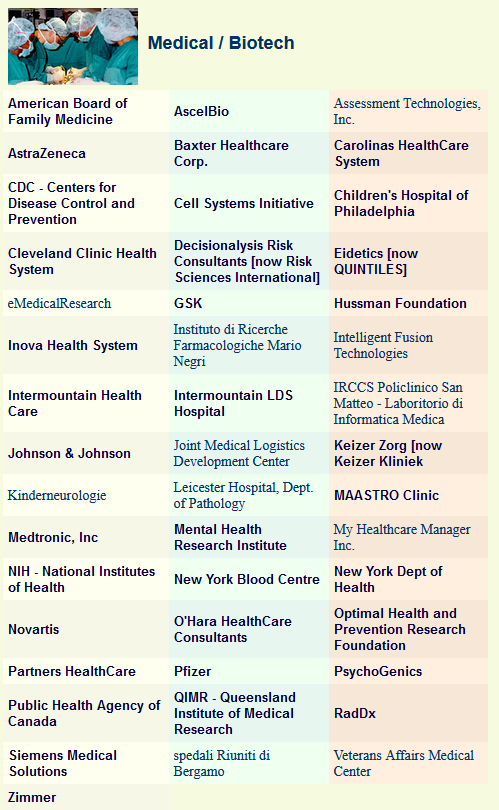 Medical / Biotech
American Board of
Family Medicine
AscelBio
Assessment Technologies,
Inc.
AstraZeneca
Baxter Healthcare
Corp.
Carolinas HealthCare
System
CDC - Centers for
Disease Control and
Prevention
Cell Systems Initiative
Children's Hospital of
Philadelphia
Cleveland Clinic Health
System
Decisionalysis Risk
Consultants [now Risk
Sciences International]
Eidetics [now
QUINTILES]
eMedicalResearch
GSK
Hussman Foundation
Inova Health System
Instituto di Ricerche
Farmacologiche Mario
Negri
Intelligent Fusion
Technologies
Intermountain Health
Care
Intermountain LDS
Hospital
IRCCS Policlinico San
Matteo - Laboritorio di
Informatica Medica
Johnson & Johnson
Joint Medical Logistics
Development Center
Keizer Zorg [now
Keizer Kliniek
Kinderneurologie
Leicester Hospital, Dept.
of Pathology
MAASTRO Clinic
Medtronic, Inc
Mental Health
Research Institute
My Healthcare Manager
Inc.
NIH - National Institutes
of Health
New York Blood Centre
New York Dept of
Health
Novartis
O'Hara HealthCare
Consultants
Optimal Health and
Prevention Research
Foundation
Partners HealthCare
Pfizer
PsychoGenics
Public Health Agency of
Canada
QIMR - Queensland
Institute of Medical
Research
RadDx
Siemens Medical
Solutions
spedali Riuniti di
Bergamo
Veterans Affairs Medical
Center
Zimmer